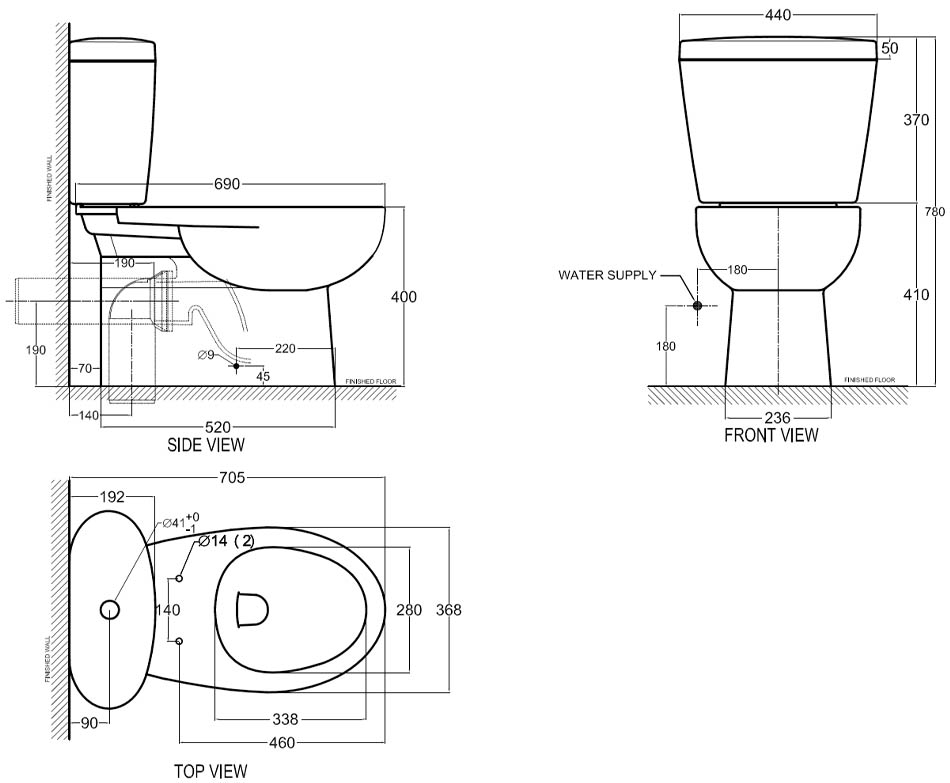 440
50
370
780
FINISHED WALL
690
190
WATER SUPPLY
180
400
410
190
Ø9
220
180
70
45
FINISHED FLOOR
FINISHED FLOOR
140
520
236
SIDE VIEW
FRONT VIEW
705
192
Ø41+0
-1
Ø14 (2)
140
280
368
FINISHED WALL
90
338
460
TOP VIEW